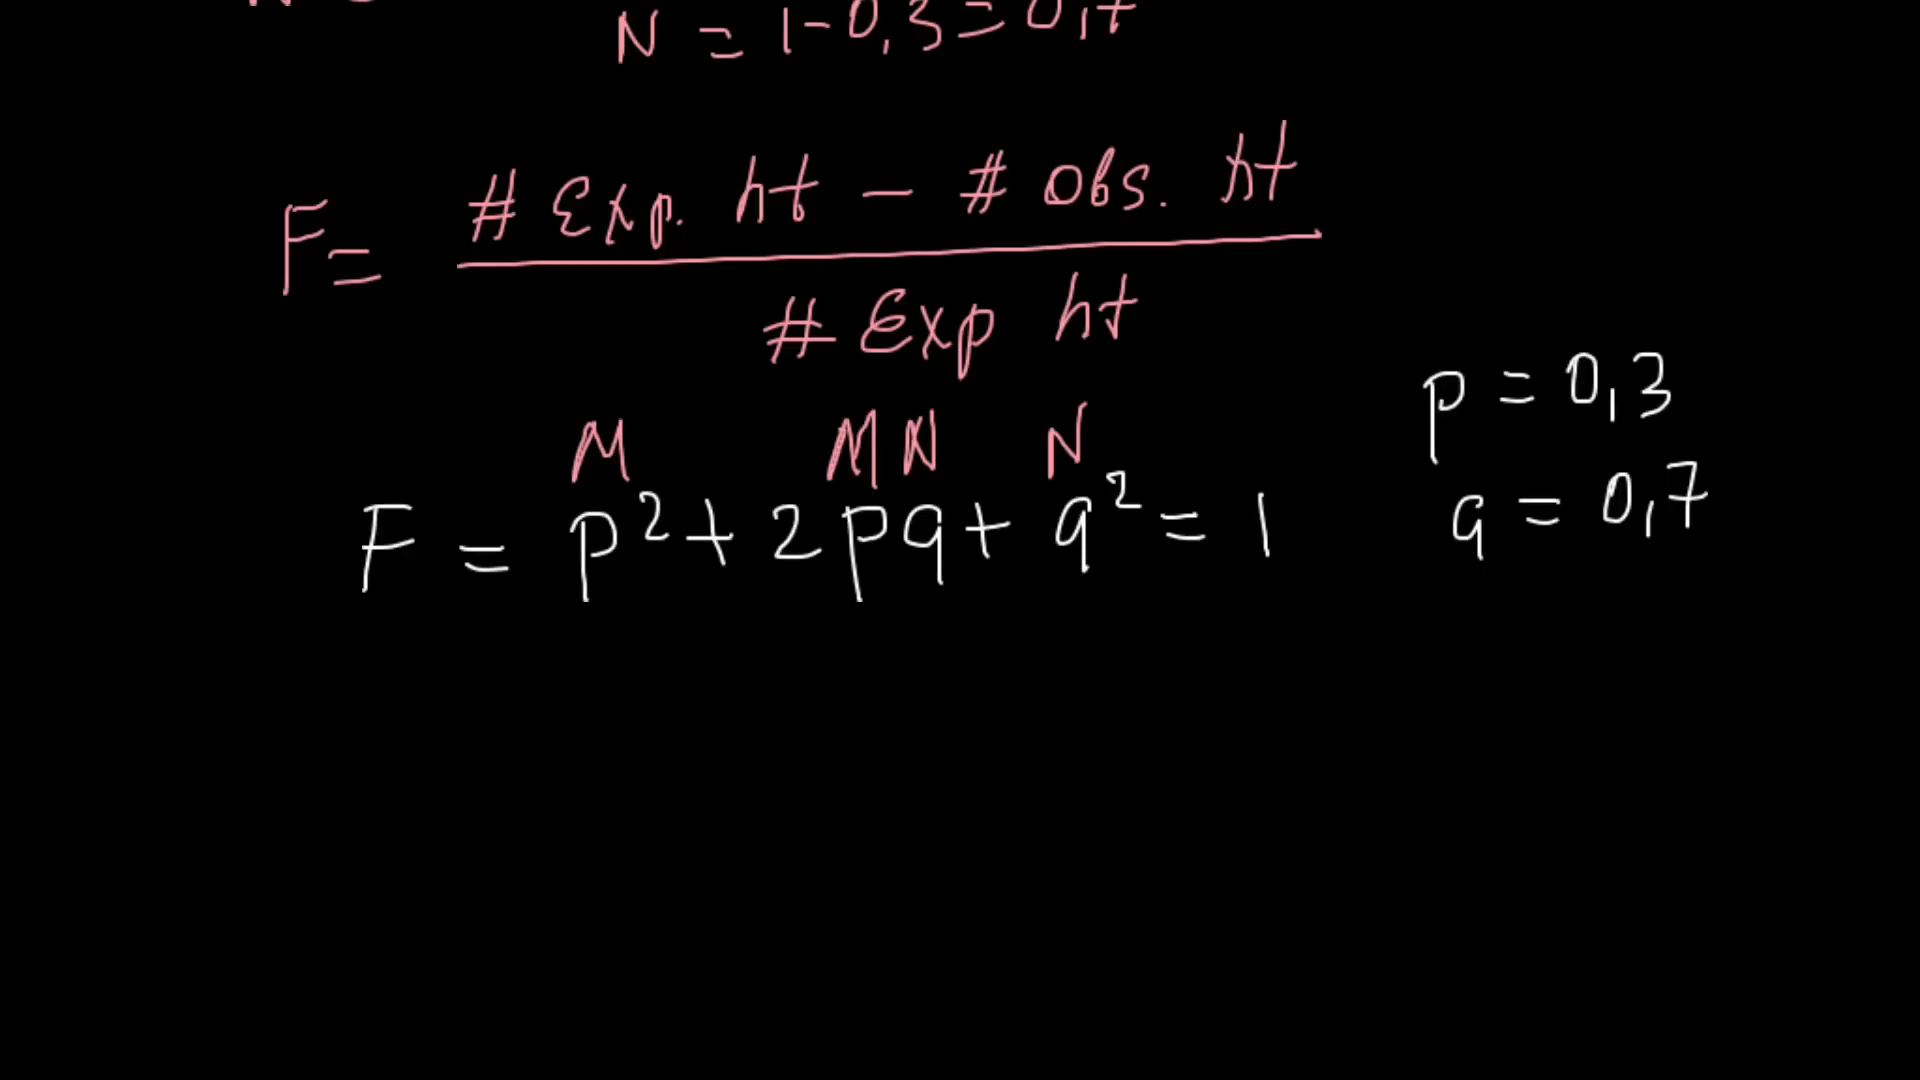 N = 1-0,3=0,7
F= # Exp. ht - # Obs. ht
# Exp ht
p = 0,3
M MN N
F = p²+ 2pq+ q² = 1
q = 0,7